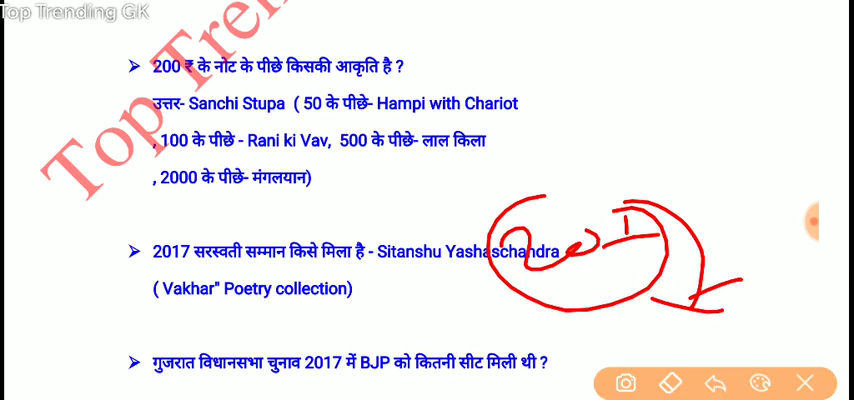 Top Trending GK
Top Tren
➤ 200 ₹ के नोट के पीछे किसकी आकृति है ?
उत्तर- Sanchi Stupa ( 50 के पीछे- Hampi with Chariot
, 100 के पीछे - Rani ki Vav, 500 के पीछे- लाल किला
, 2000 के पीछे- मंगलयान)
➤ 2017 सरस्वती सम्मान किसे मिला है - Sitanshu Yashaschandra
( Vakhar" Poetry collection)
➤ गुजरात विधानसभा चुनाव 2017 में BJP को कितनी सीट मिली थी ?